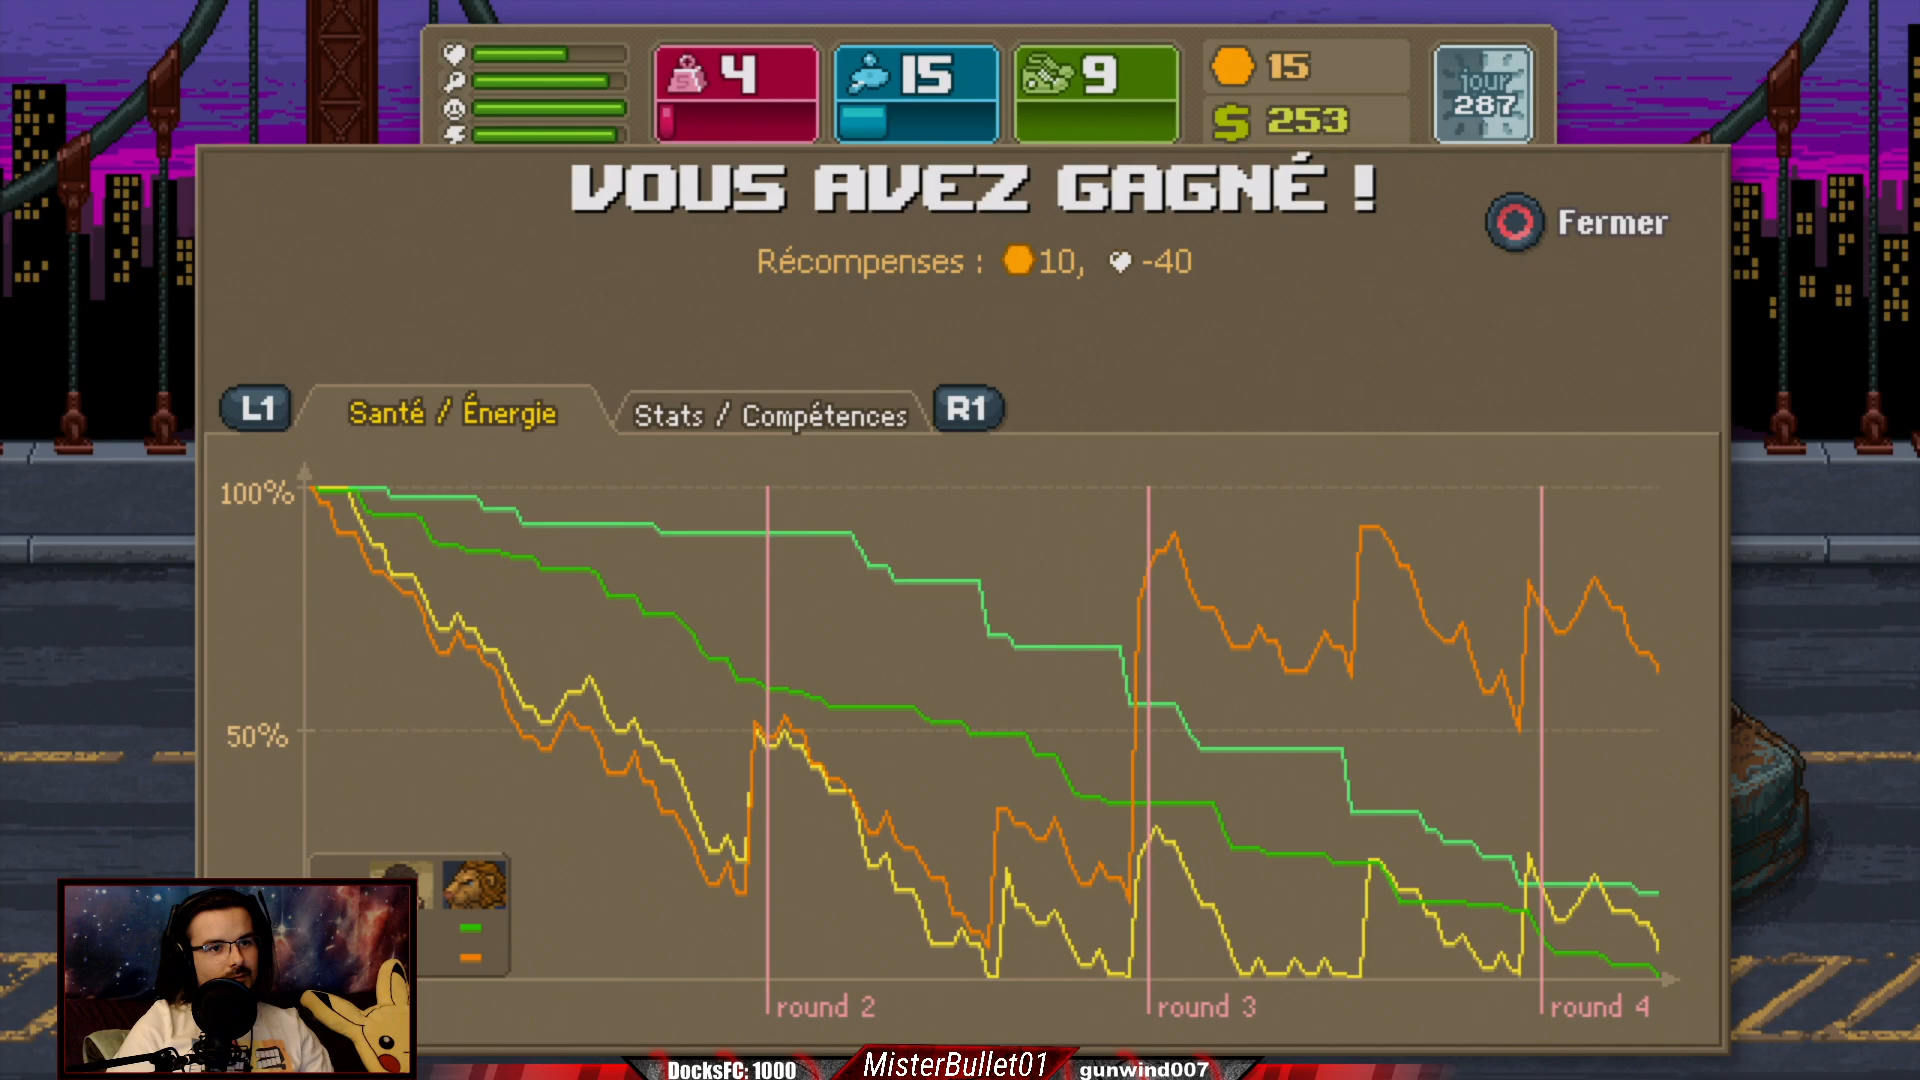 4
15
9
15
253
jour
287
VOUS AVEZ GAGNÉ !
Fermer
Récompenses : 10, -40
L1
Santé / Énergie
Stats / Compétences
R1
100%
50%
round 2
round 3
round 4
DocksFC: 1000
MisterBullet01
gunwind007